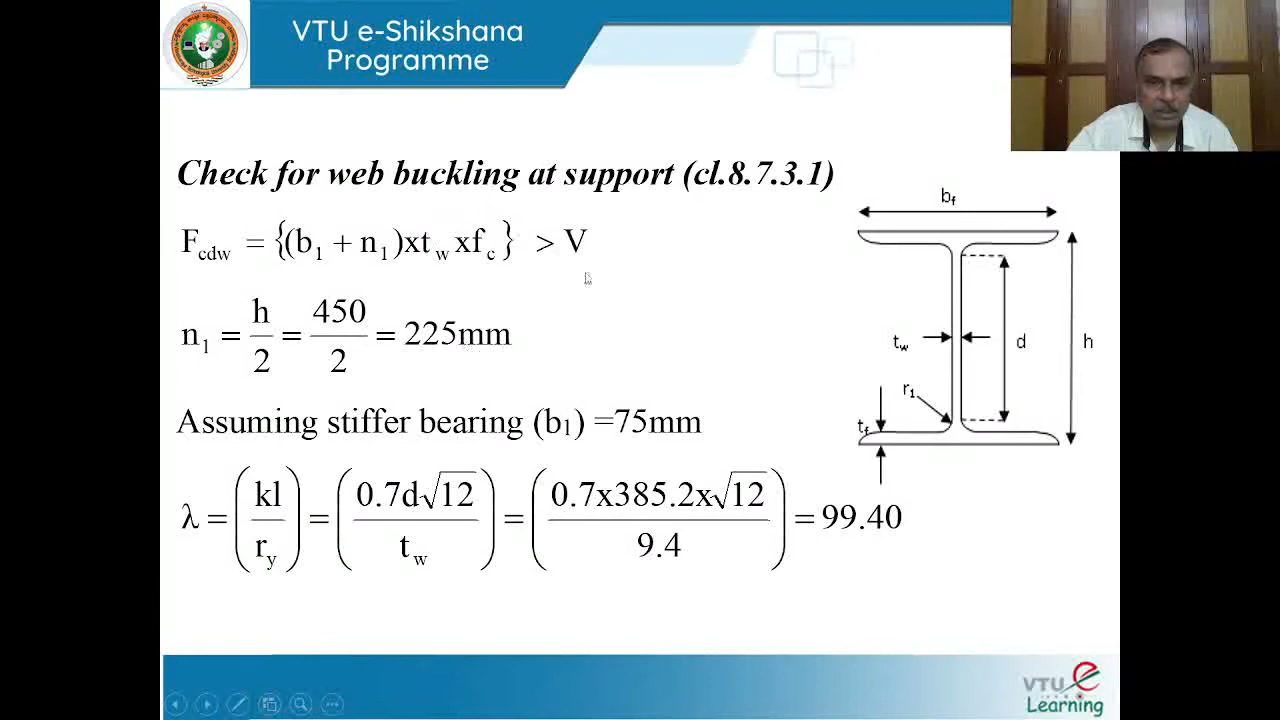 VTU e-Shikshana
Programme
Check for web buckling at support (cl.8.7.3.1)
F_cdw = {(b_1 + n_1)xt_w xf_c} > V
n_1 = h/2 = 450/2 = 225mm
Assuming stiffer bearing (b_1) =75mm
λ = (kl/r_y) = (0.7d√12/t_w) = (0.7x385.2x√12/9.4) = 99.40
b_f
t_w
d
h
r_1
t_f
VTU e
Learning